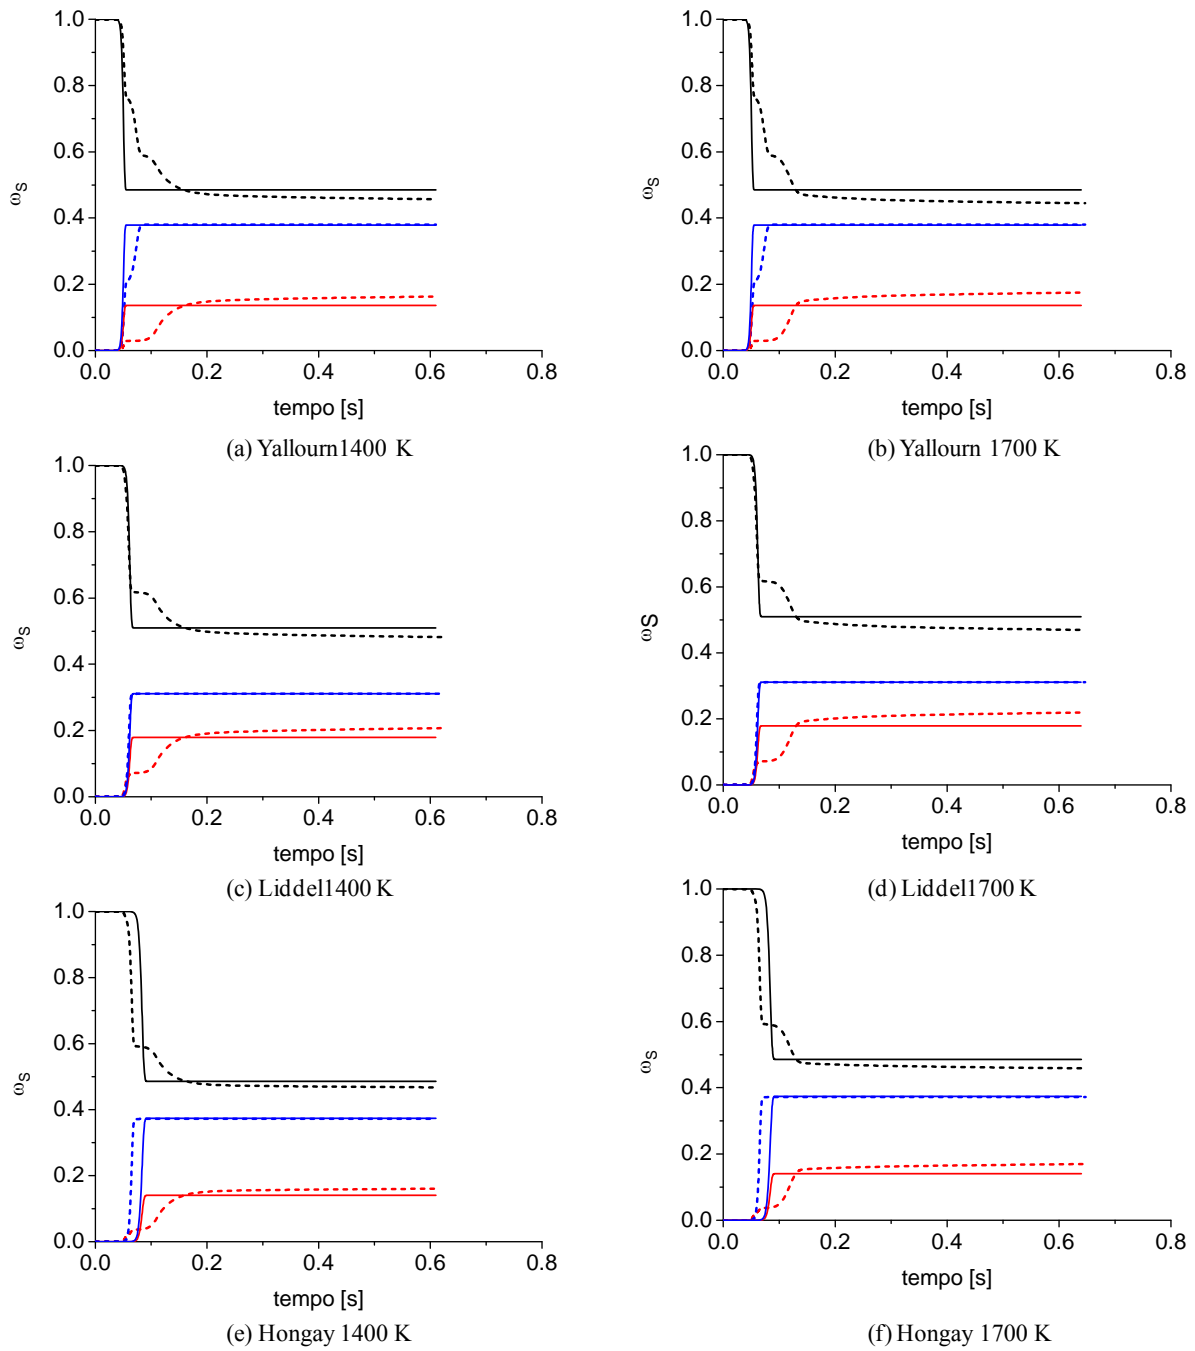 1.0
0.8
0.6
0.4
0.2
0.0
ωS
0.0 0.2 0.4 0.6 0.8
tempo [s]
(a) Yallourn1400 K
1.0
0.8
0.6
0.4
0.2
0.0
ωS
0.0 0.2 0.4 0.6 0.8
tempo [s]
(b) Yallourn 1700 K
1.0
0.8
0.6
0.4
0.2
0.0
ωS
0.0 0.2 0.4 0.6 0.8
tempo [s]
(c) Liddel1400 K
1.0
0.8
0.6
0.4
0.2
0.0
ωS
0.0 0.2 0.4 0.6 0.8
tempo [s]
(d) Liddel1700 K
1.0
0.8
0.6
0.4
0.2
0.0
ωS
0.0 0.2 0.4 0.6 0.8
tempo [s]
(e) Hongay 1400 K
1.0
0.8
0.6
0.4
0.2
0.0
ωS
0.0 0.2 0.4 0.6 0.8
tempo [s]
(f) Hongay 1700 K